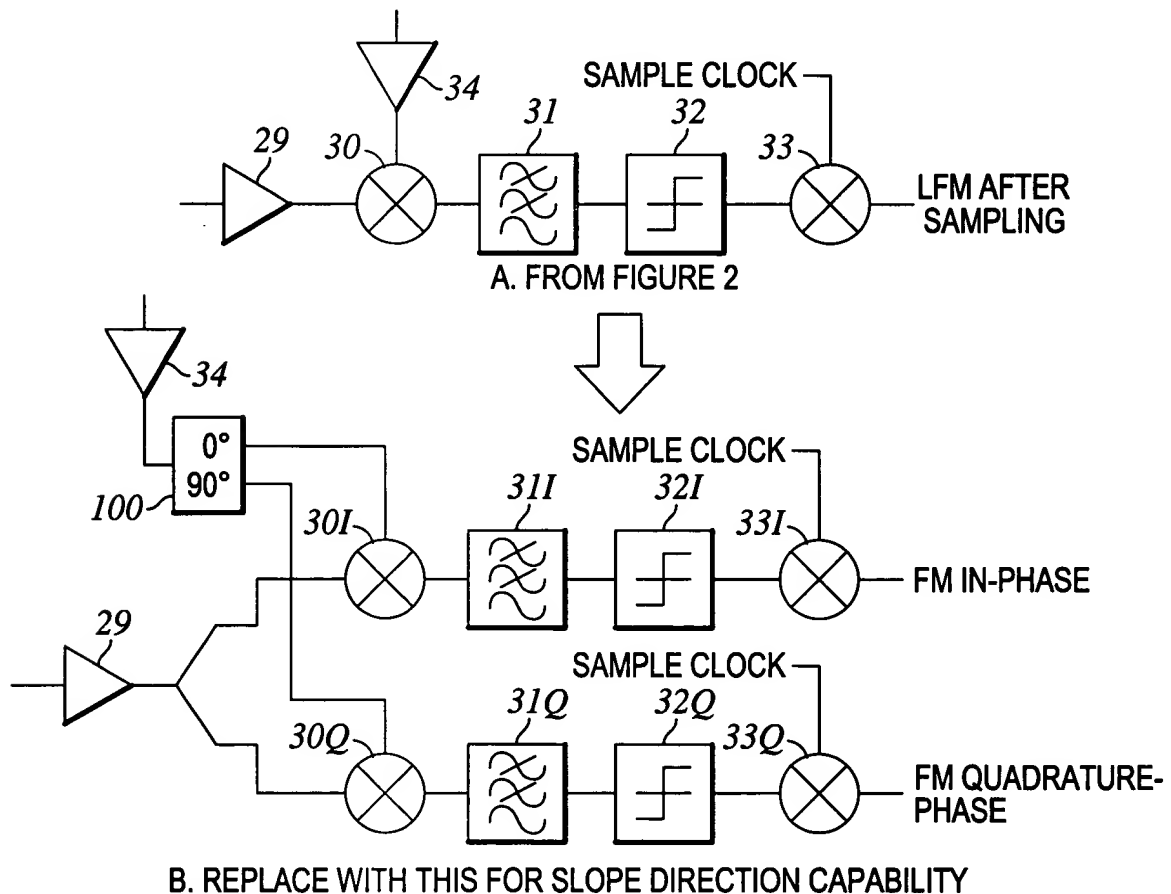 34
SAMPLE CLOCK
29
30
31
32
33
LFM AFTER
SAMPLING
A. FROM FIGURE 2
34
0°
90°
100
SAMPLE CLOCK
30I
31I
32I
33I
FM IN-PHASE
29
SAMPLE CLOCK
30Q
31Q
32Q
33Q
FM QUADRATURE-
PHASE
B. REPLACE WITH THIS FOR SLOPE DIRECTION CAPABILITY